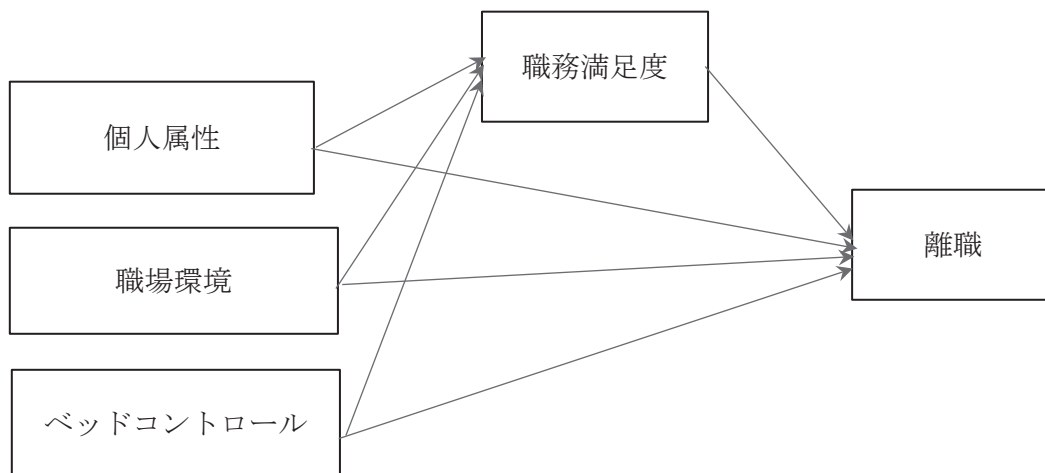 職務満足度
個人属性
離職
職場環境
ベッドコントロール